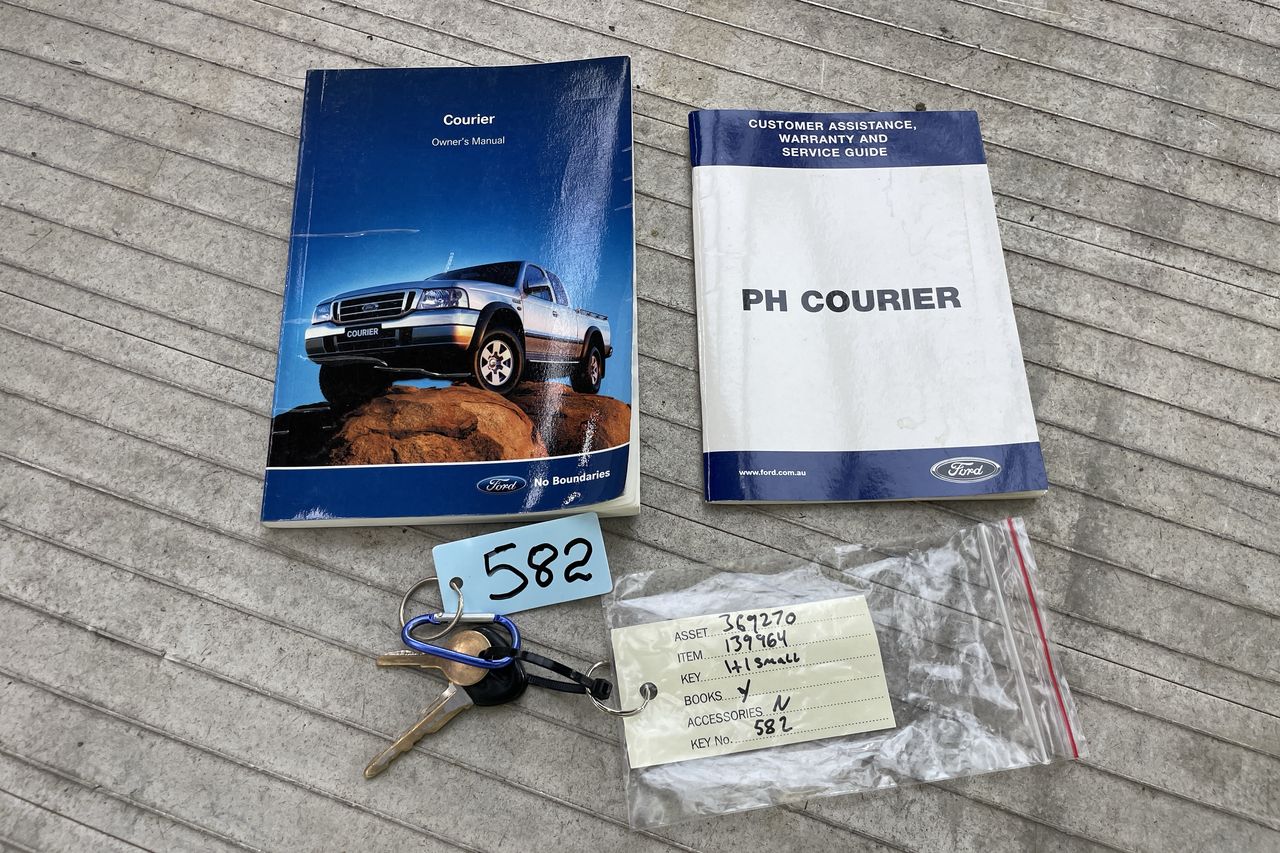 Courier
Owner's Manual
Ford
COURIER
Ford No Boundaries
CUSTOMER ASSISTANCE,
WARRANTY AND
SERVICE GUIDE
PH COURIER
www.ford.com.au
Ford
582
ASSET 369270
ITEM 139964
KEY 1+1 small
BOOKS Y
ACCESSORIES N
KEY No. 582